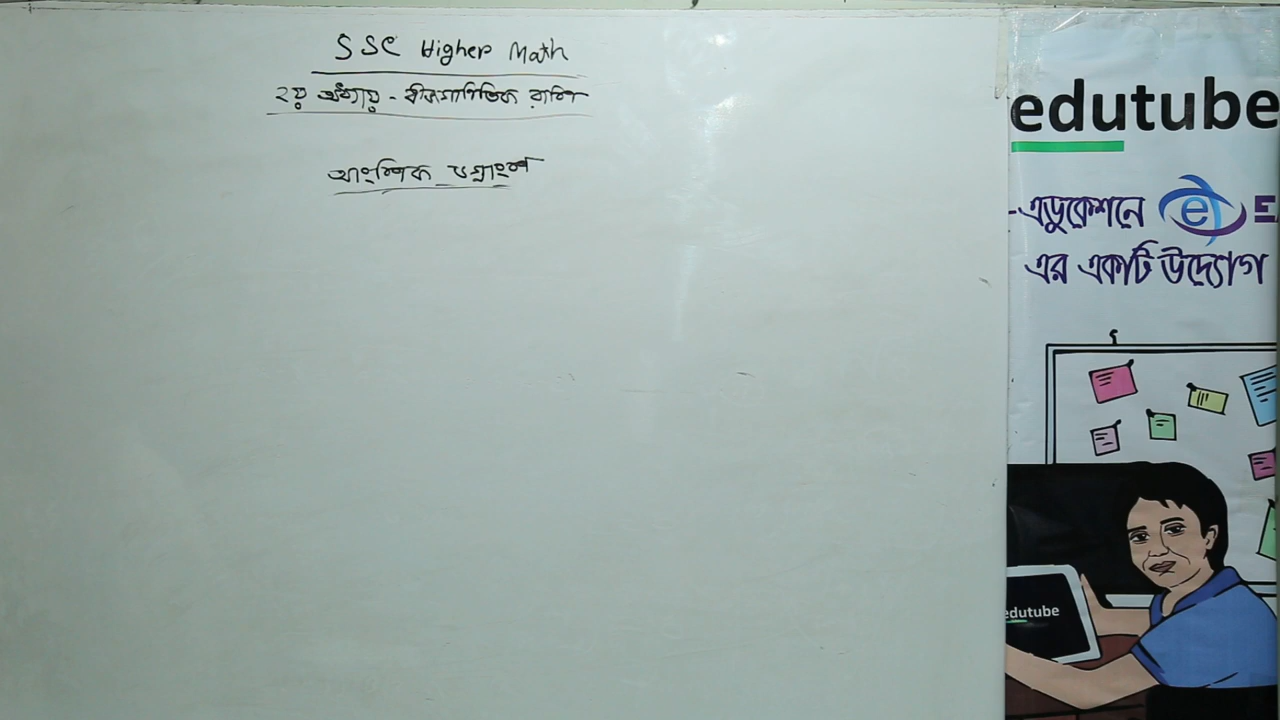 SSC Higher Math
২য় অধ্যায় - বীজগাণিতিক রাশি
আংশিক ভগ্নাংশ
edutube
-এডুকেশনে e E
এর একটি উদ্যোগ
edutube